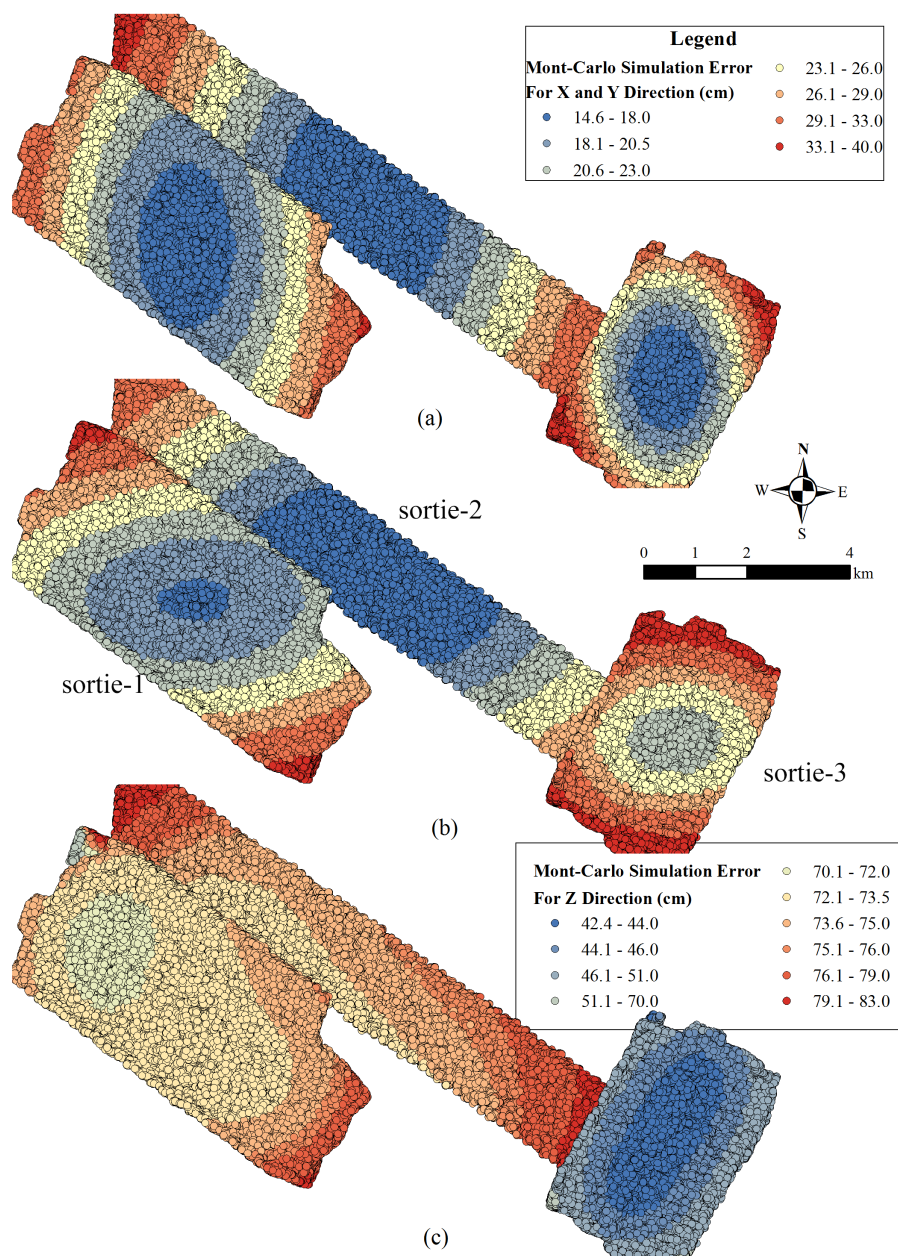 Legend
Mont-Carlo Simulation Error
For X and Y Direction (cm)
14.6 - 18.0
18.1 - 20.5
20.6 - 23.0
23.1 - 26.0
26.1 - 29.0
29.1 - 33.0
33.1 - 40.0
(a)
N
W
E
S
sortie-2
0 1 2 4
km
sortie-1
sortie-3
(b)
Mont-Carlo Simulation Error
For Z Direction (cm)
42.4 - 44.0
44.1 - 46.0
46.1 - 51.0
51.1 - 70.0
70.1 - 72.0
72.1 - 73.5
73.6 - 75.0
75.1 - 76.0
76.1 - 79.0
79.1 - 83.0
(c)